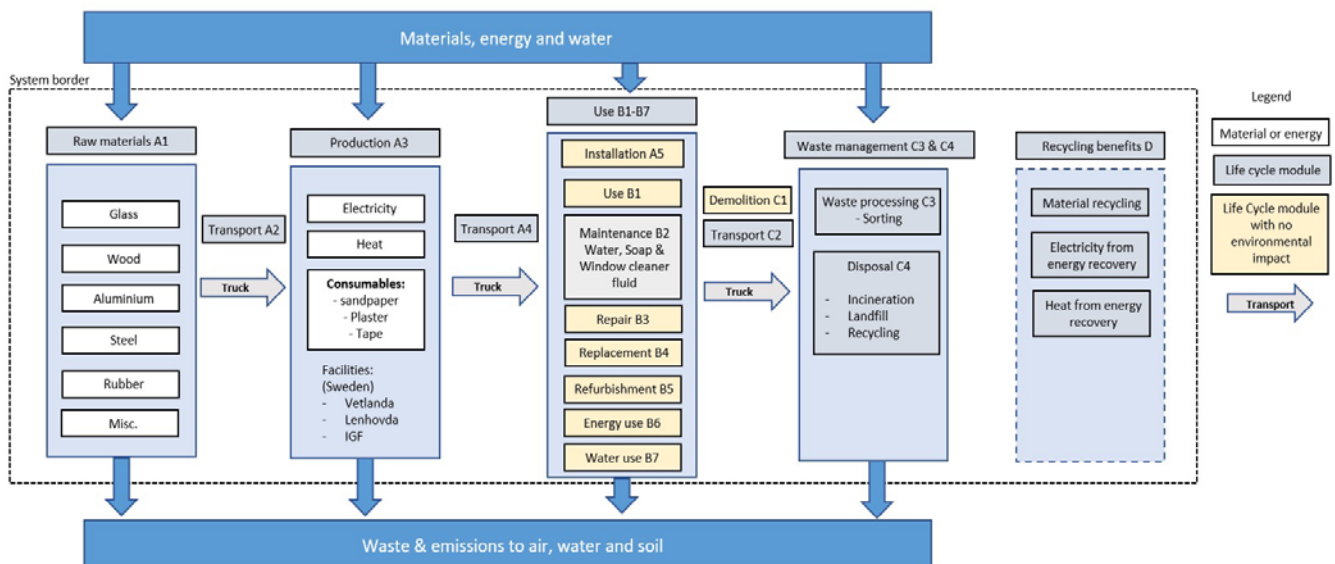 Materials, energy and water
System border
Raw materials A1
Glass
Wood
Aluminium
Steel
Rubber
Misc.
Transport A2
Truck
Production A3
Electricity
Heat
Consumables:
- sandpaper
- Plaster
- Tape
Facilities:
(Sweden)
- Vetlanda
- Lenhovda
- IGF
Transport A4
Truck
Use B1-B7
Installation A5
Use B1
Maintenance B2
Water, Soap &
Window cleaner
fluid
Repair B3
Replacement B4
Refurbishment B5
Energy use B6
Water use B7
Demolition C1
Transport C2
Truck
Waste management C3 & C4
Waste processing C3
- Sorting
Disposal C4
- Incineration
- Landfill
- Recycling
Recycling benefits D
Material recycling
Electricity from
energy recovery
Heat from energy
recovery
Legend
Material or energy
Life cycle module
Life Cycle module
with no
environmental
impact
Transport
Waste & emissions to air, water and soil